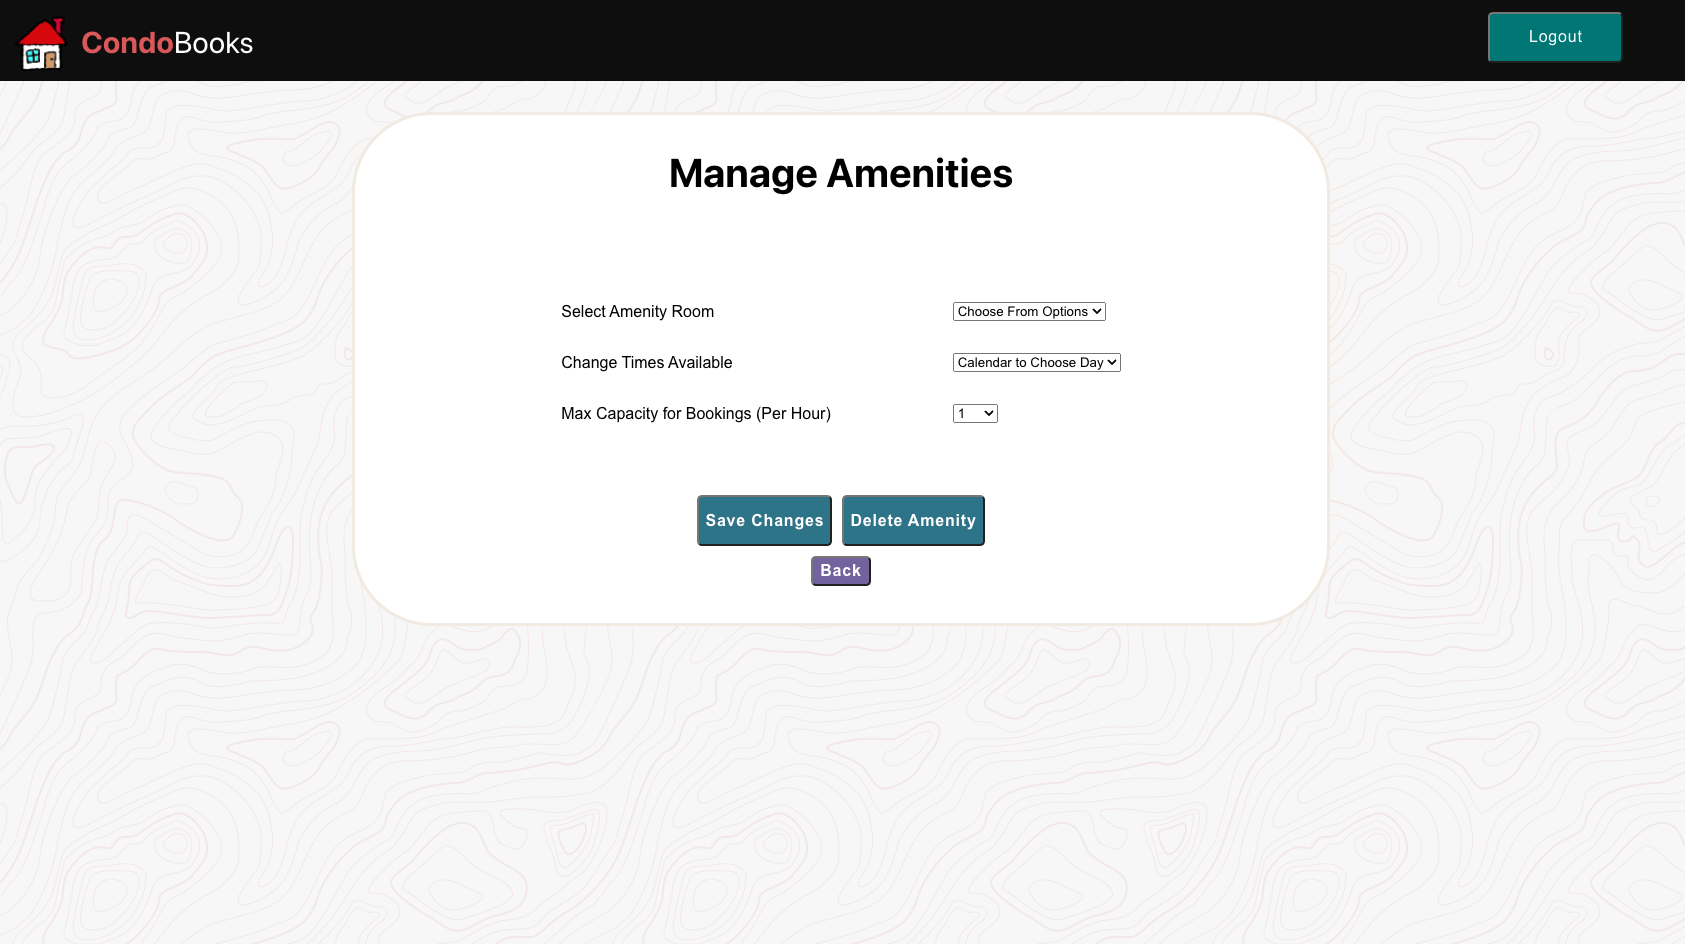 CondoBooks
Logout
Manage Amenities
Select Amenity Room
Choose From Options
Change Times Available
Calendar to Choose Day
Max Capacity for Bookings (Per Hour)
1
Save Changes
Delete Amenity
Back